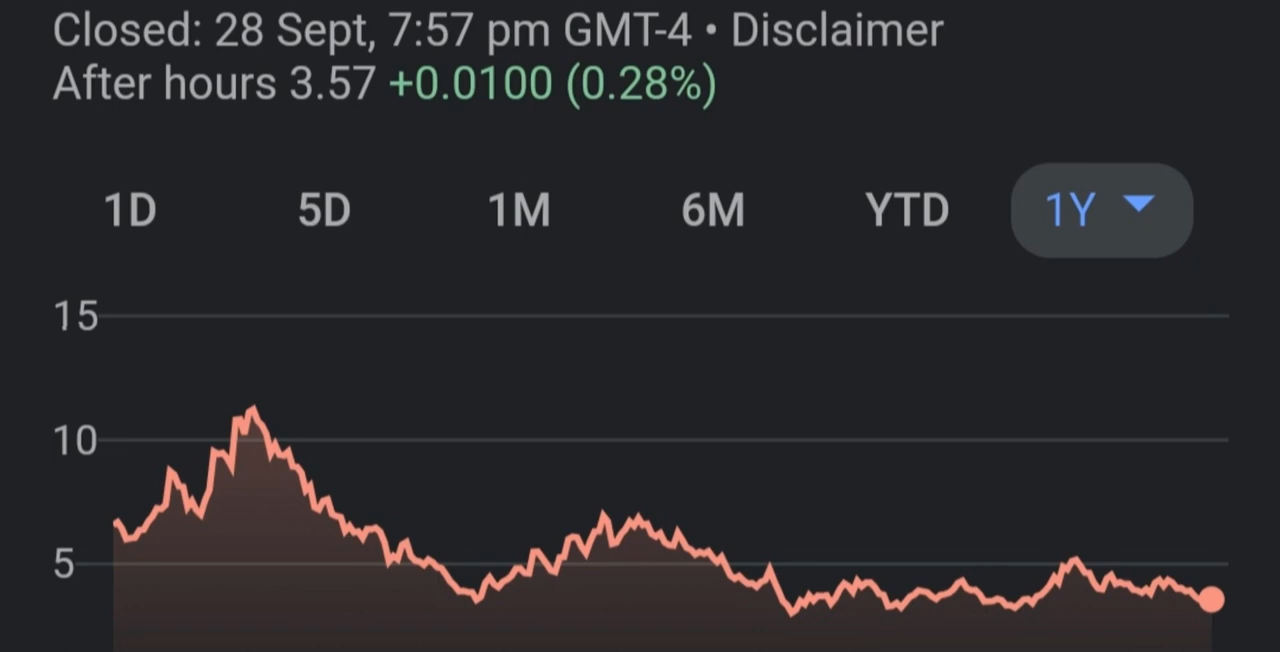 Closed: 28 Sept, 7:57 pm GMT-4 • Disclaimer
After hours 3.57 +0.0100 (0.28%)
1D 5D 1M 6M YTD 1Y
15
10
5